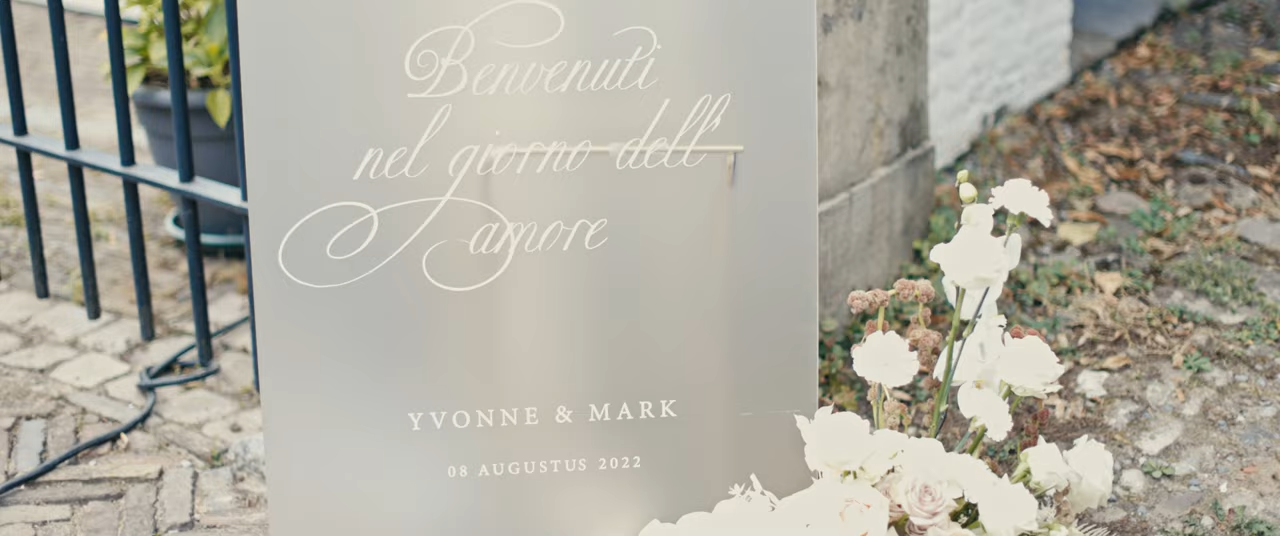 Benvenuti
nel giorno dell'
amore
YVONNE & MARK
08 AUGUSTUS 2022